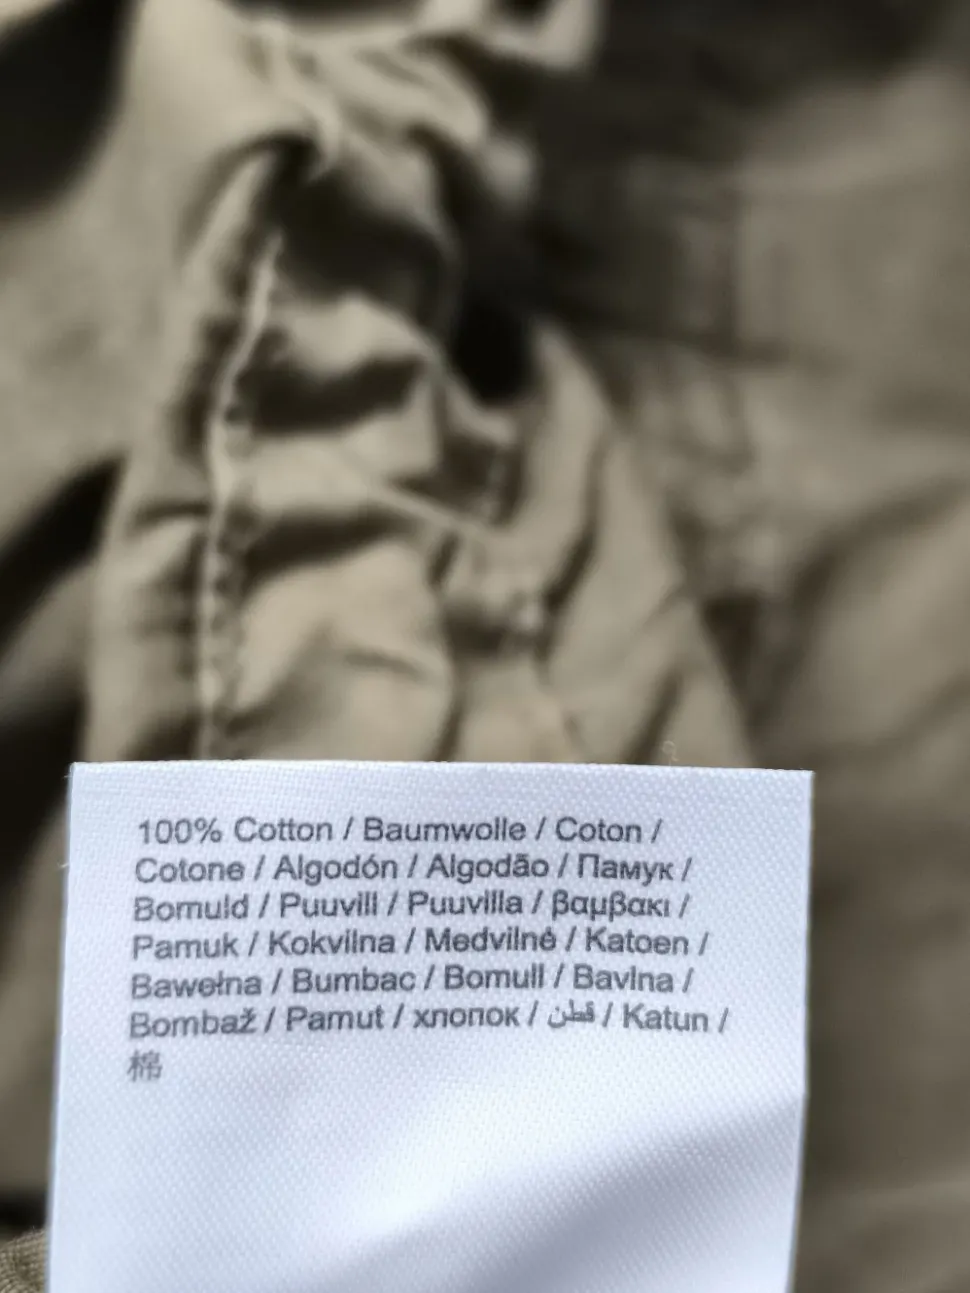 100% Cotton / Baumwolle / Coton /
Cotone / Algodón / Algodão / Памук /
Bomuld / Puuvill / Puuvilla / βαμβακι /
Pamuk / Kokvilna / Medvilnė / Katoen /
Bawełna / Bumbac / Bomull / Bavlna /
Bombaž / Pamut / хлопок / قطن / Katun /
棉